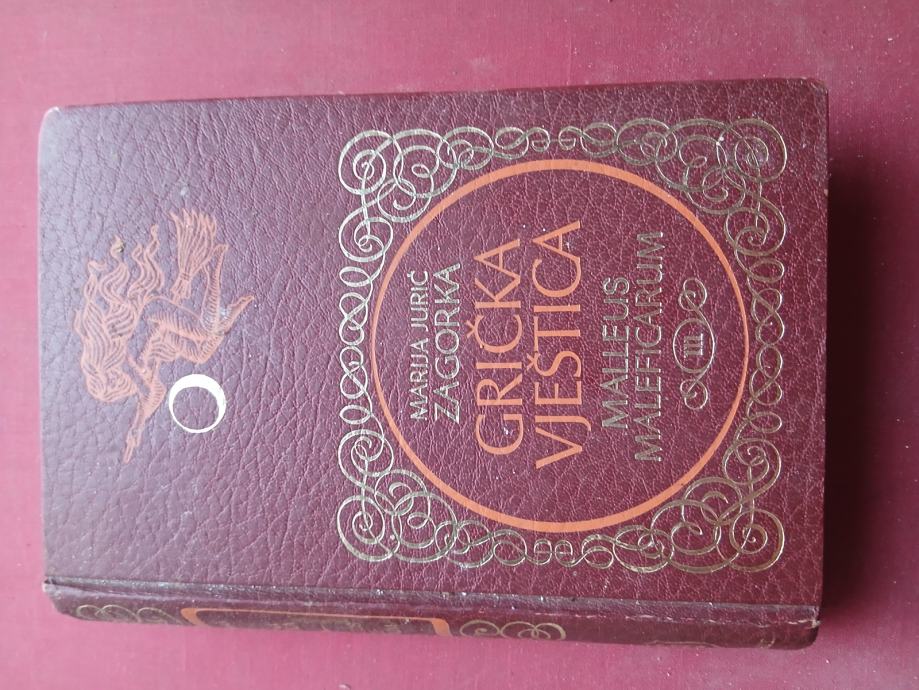 MARIJA JURIĆ
ZAGORKA
GRIČKA
VJEŠTICA
MALLEUS
MALEFICARUM
III